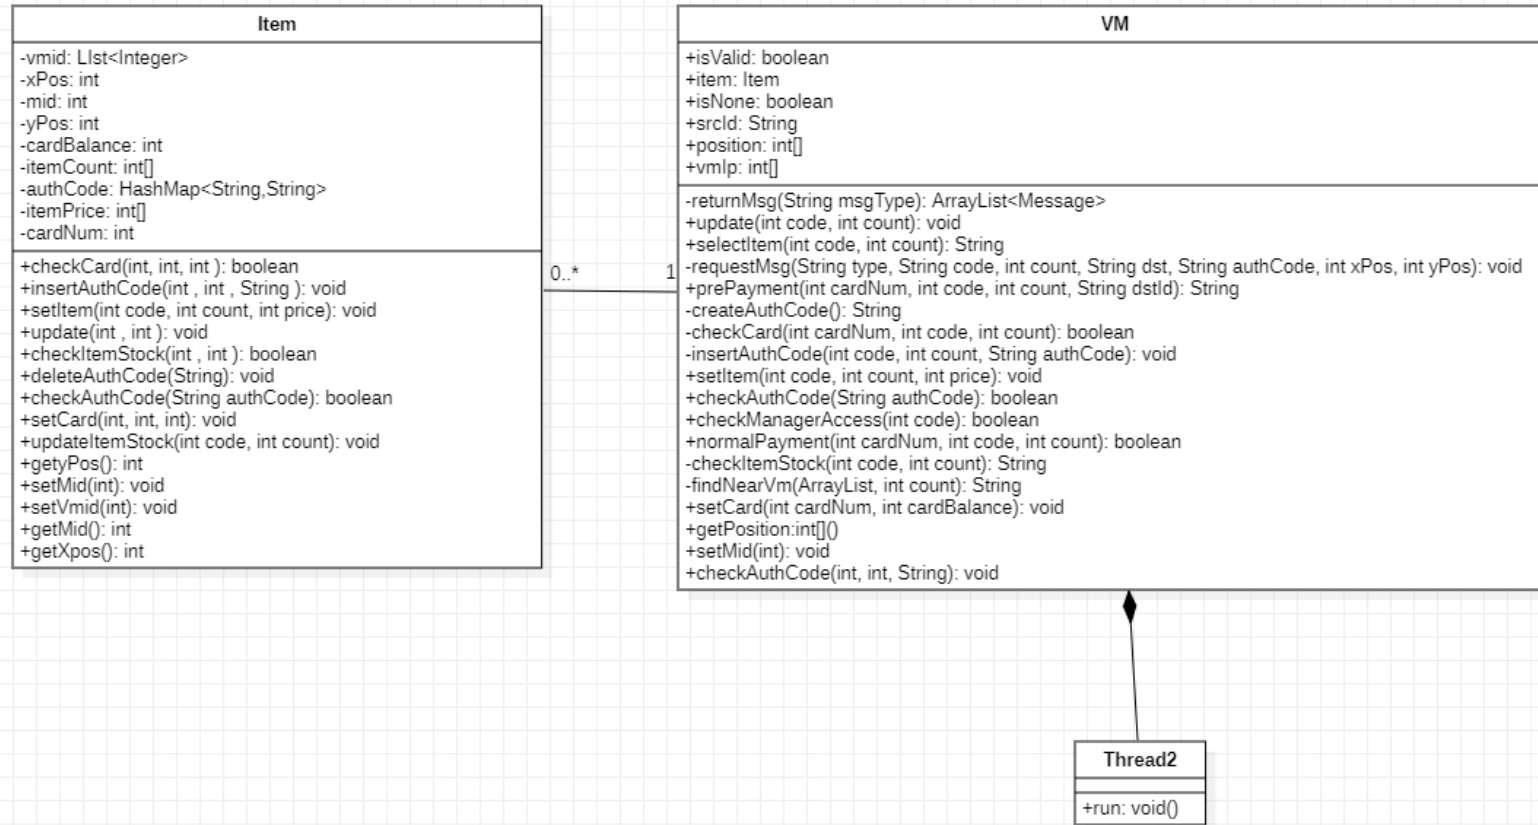 Item
-vmid: LIst<Integer>
-xPos: int
-mid: int
-yPos: int
-cardBalance: int
-itemCount: int[]
-authCode: HashMap<String,String>
-itemPrice: int[]
-cardNum: int
+checkCard(int, int, int ): boolean
+insertAuthCode(int , int , String ): void
+setItem(int code, int count, int price): void
+update(int , int ): void
+checkItemStock(int , int ): boolean
+deleteAuthCode(String): void
+checkAuthCode(String authCode): boolean
+setCard(int, int, int): void
+updateItemStock(int code, int count): void
+getyPos(): int
+setMid(int): void
+setVmid(int): void
+getMid(): int
+getXpos(): int
0..*
1
VM
+isValid: boolean
+item: Item
+isNone: boolean
+srcId: String
+position: int[]
+vmIp: int[]
-returnMsg(String msgType): ArrayList<Message>
+update(int code, int count): void
+selectItem(int code, int count): String
-requestMsg(String type, String code, int count, String dst, String authCode, int xPos, int yPos): void
+prePayment(int cardNum, int code, int count, String dstId): String
-createAuthCode(): String
-checkCard(int cardNum, int code, int count): boolean
-insertAuthCode(int code, int count, String authCode): void
+setItem(int code, int count, int price): void
+checkAuthCode(String authCode): boolean
+checkManagerAccess(int code): boolean
+normalPayment(int cardNum, int code, int count): boolean
-checkItemStock(int code, int count): String
-findNearVm(ArrayList, int count): String
+setCard(int cardNum, int cardBalance): void
+getPosition:int[]()
+setMid(int): void
+checkAuthCode(int, int, String): void
Thread2
+run: void()